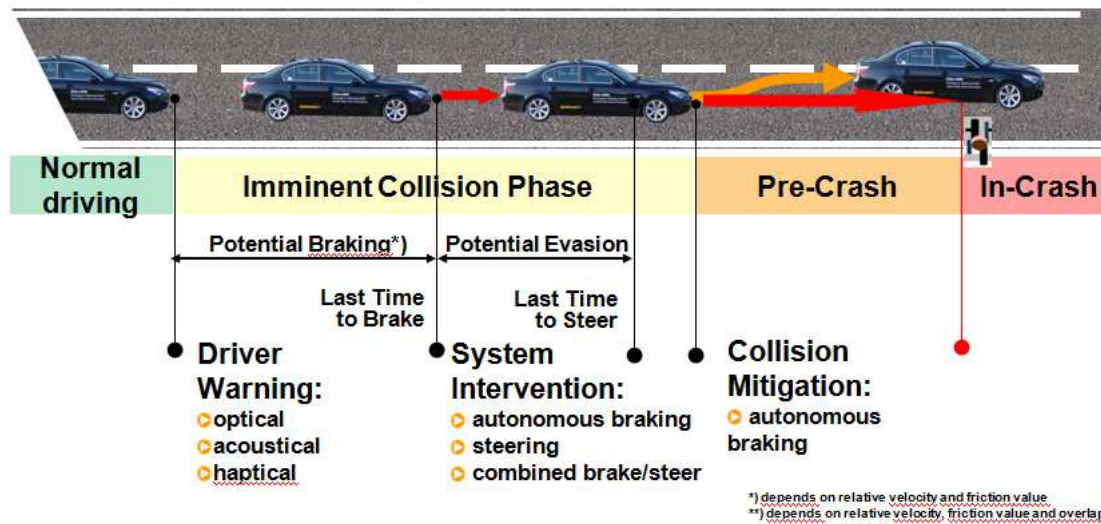 Normal
driving
Imminent Collision Phase
Pre-Crash
In-Crash
Potential Braking*)
Potential Evasion
Last Time
to Brake
Last Time
to Steer
Driver
Warning:
optical
acoustical
haptical
System
Intervention:
autonomous braking
steering
combined brake/steer
Collision
Mitigation:
autonomous
braking
*) depends on relative velocity and friction value
**) depends on relative velocity, friction value and overlap